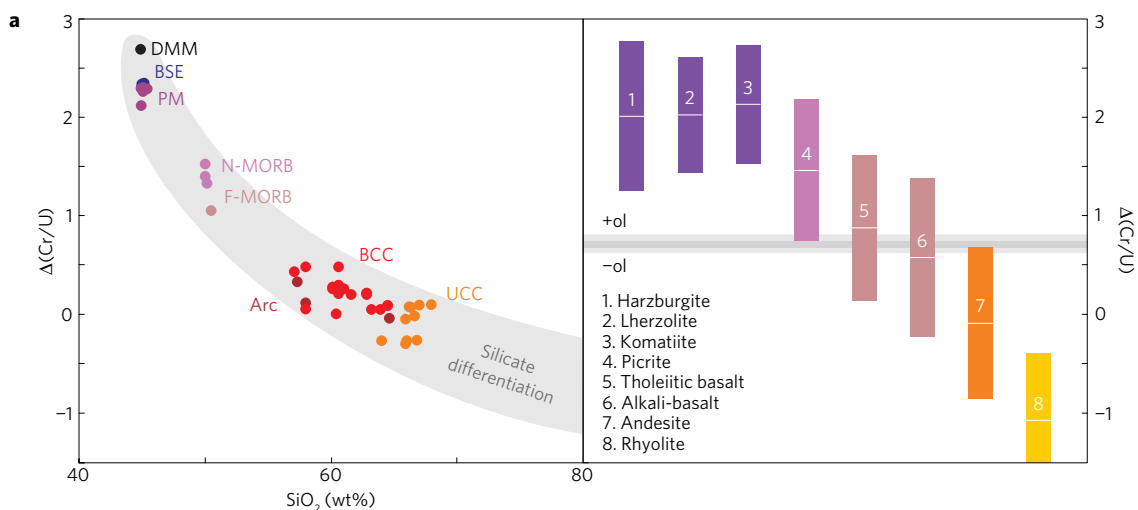 a
3
2
1
0
−1
Δ(Cr/U)
DMM
BSE
PM
N-MORB
F-MORB
BCC
Arc
UCC
Silicate
differentiation
40
60
80
SiO2 (wt%)
1
2
3
4
5
6
7
8
+ol
−ol
1. Harzburgite
2. Lherzolite
3. Komatiite
4. Picrite
5. Tholeiitic basalt
6. Alkali-basalt
7. Andesite
8. Rhyolite
3
2
1
0
−1
Δ(Cr/U)